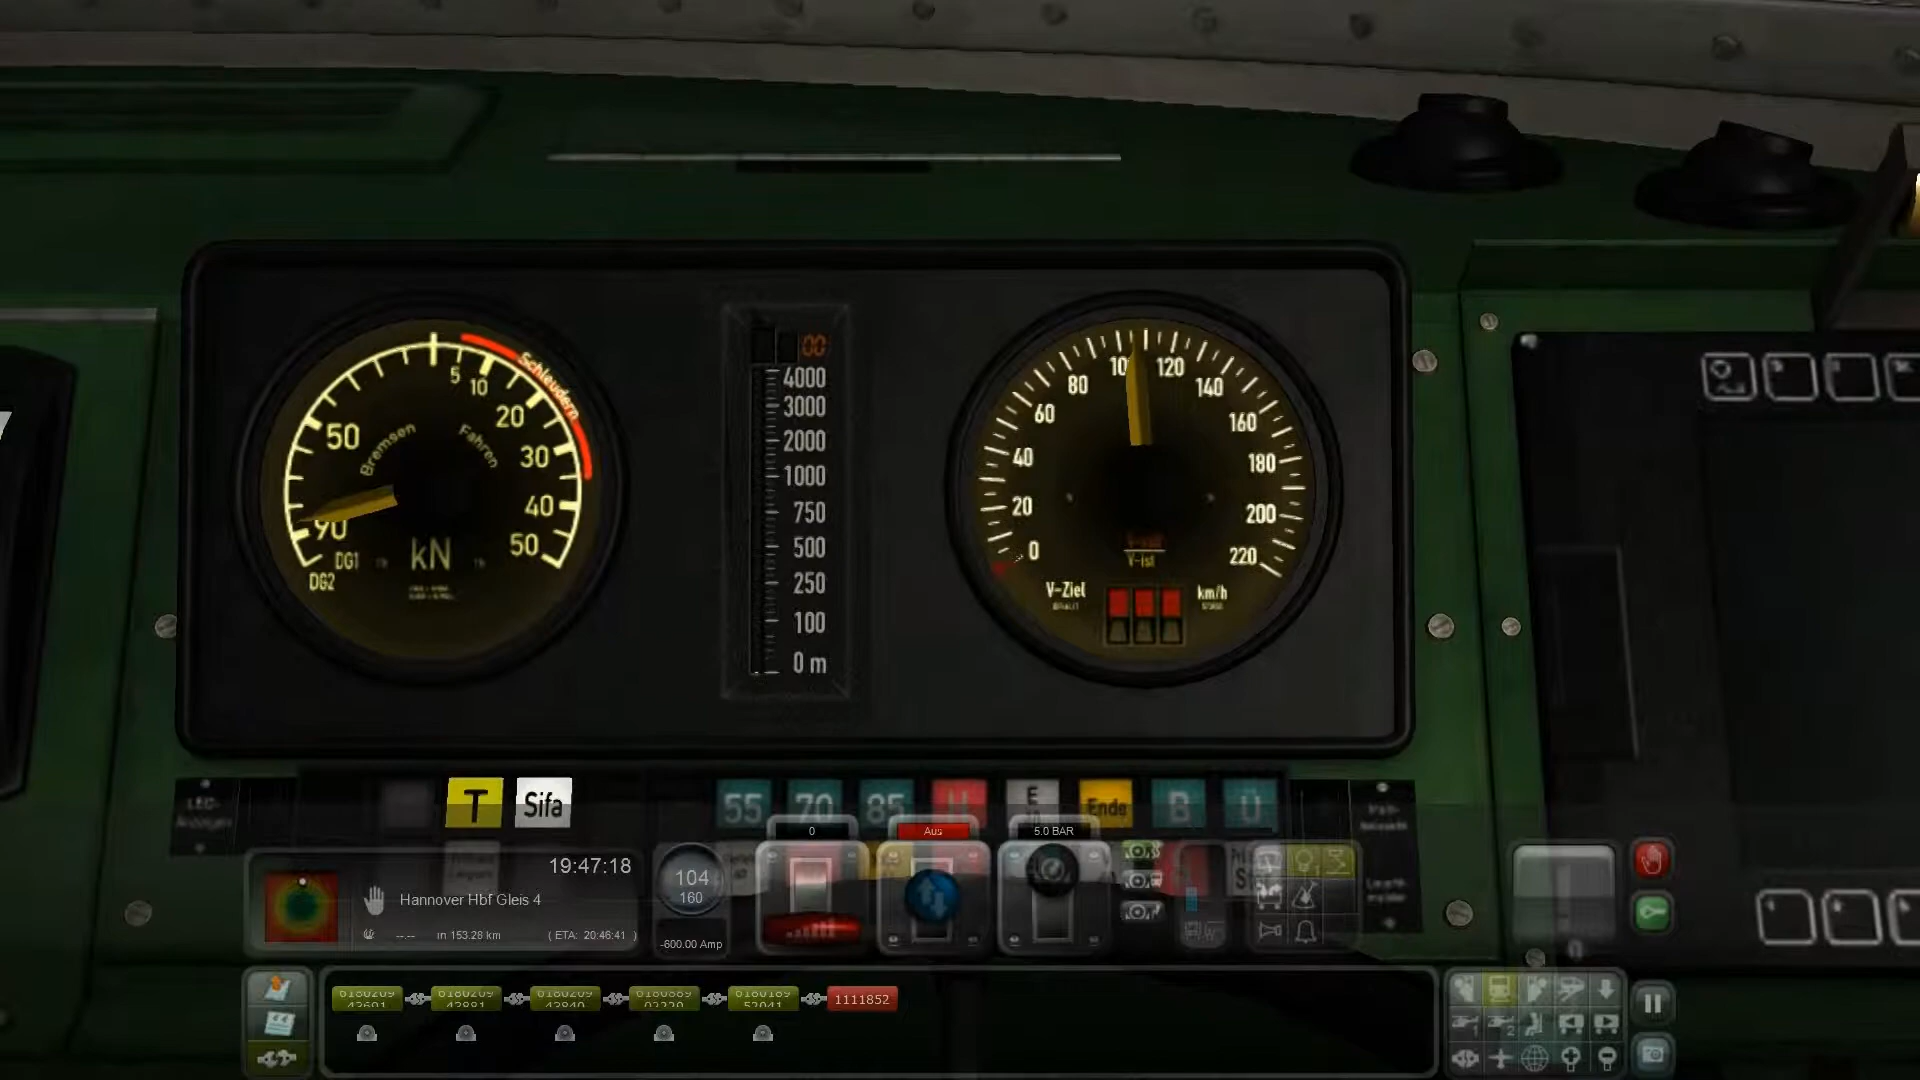 Schleudern
5
10
20
30
40
50
50
90
Bremsen
Fahren
DG1
DG2
kN
00
4000
3000
2000
1000
750
500
250
100
0 m
0
20
40
60
80
120
140
160
180
200
220
V-ist
V-Ziel
km/h
T
Sifa
55
70
85
Ende
B
Ü
0
Aus
5.0 BAR
19:47:18
Hannover Hbf Gleis 4
--.--
in 153.28 km
( ETA: 20:46:41 )
104
160
-600.00 Amp
1111852